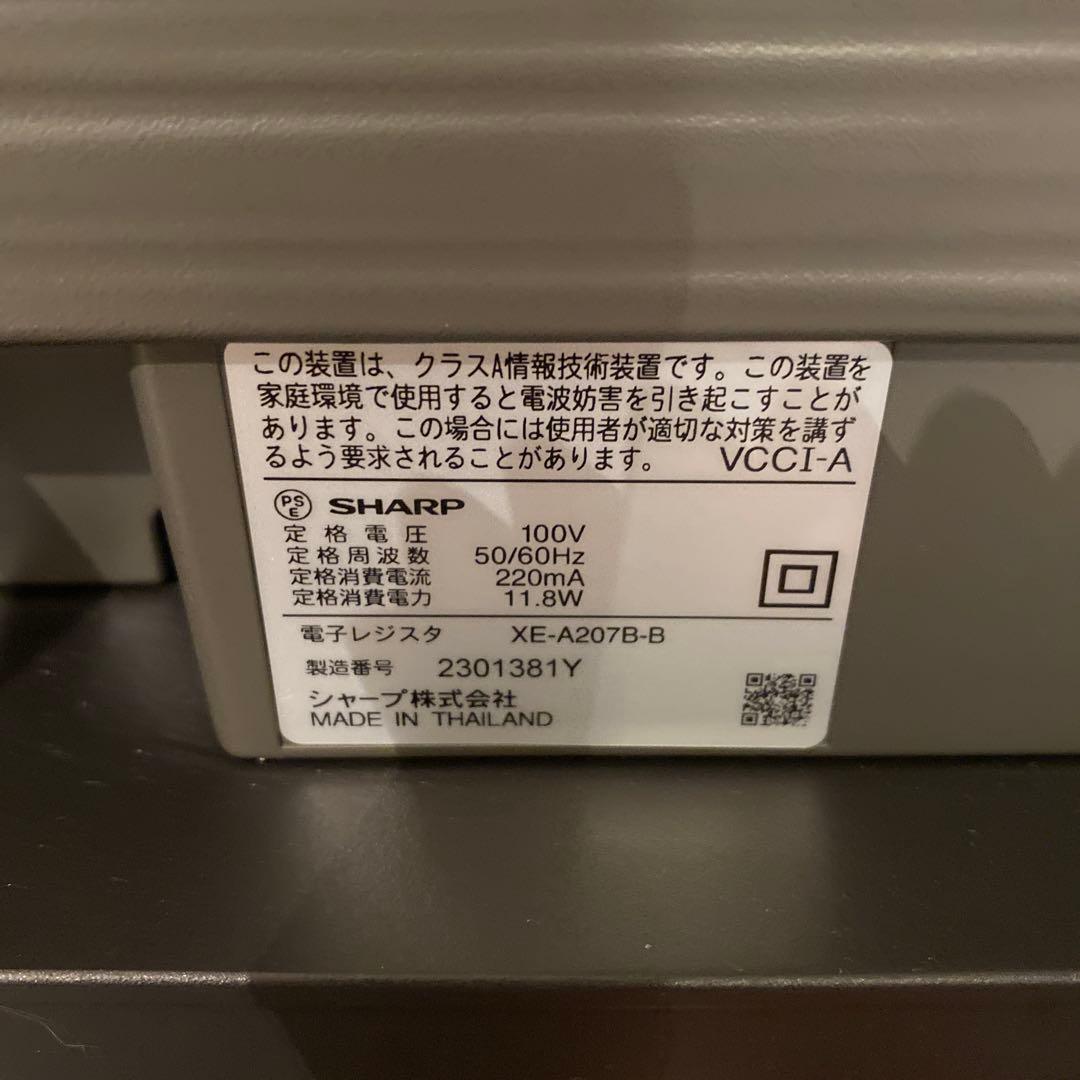 この装置は、クラスA情報技術装置です。この装置を
家庭環境で使用すると電波妨害を引き起こすことが
あります。この場合には使用者が適切な対策を講ず
るよう要求されることがあります。 VCCI-A
PSE SHARP
定格電圧 100V
定格周波数 50/60Hz
定格消費電流 220mA
定格消費電力 11.8W
電子レジスタ XE-A207B-B
製造番号 2301381Y
シャープ株式会社
MADE IN THAILAND